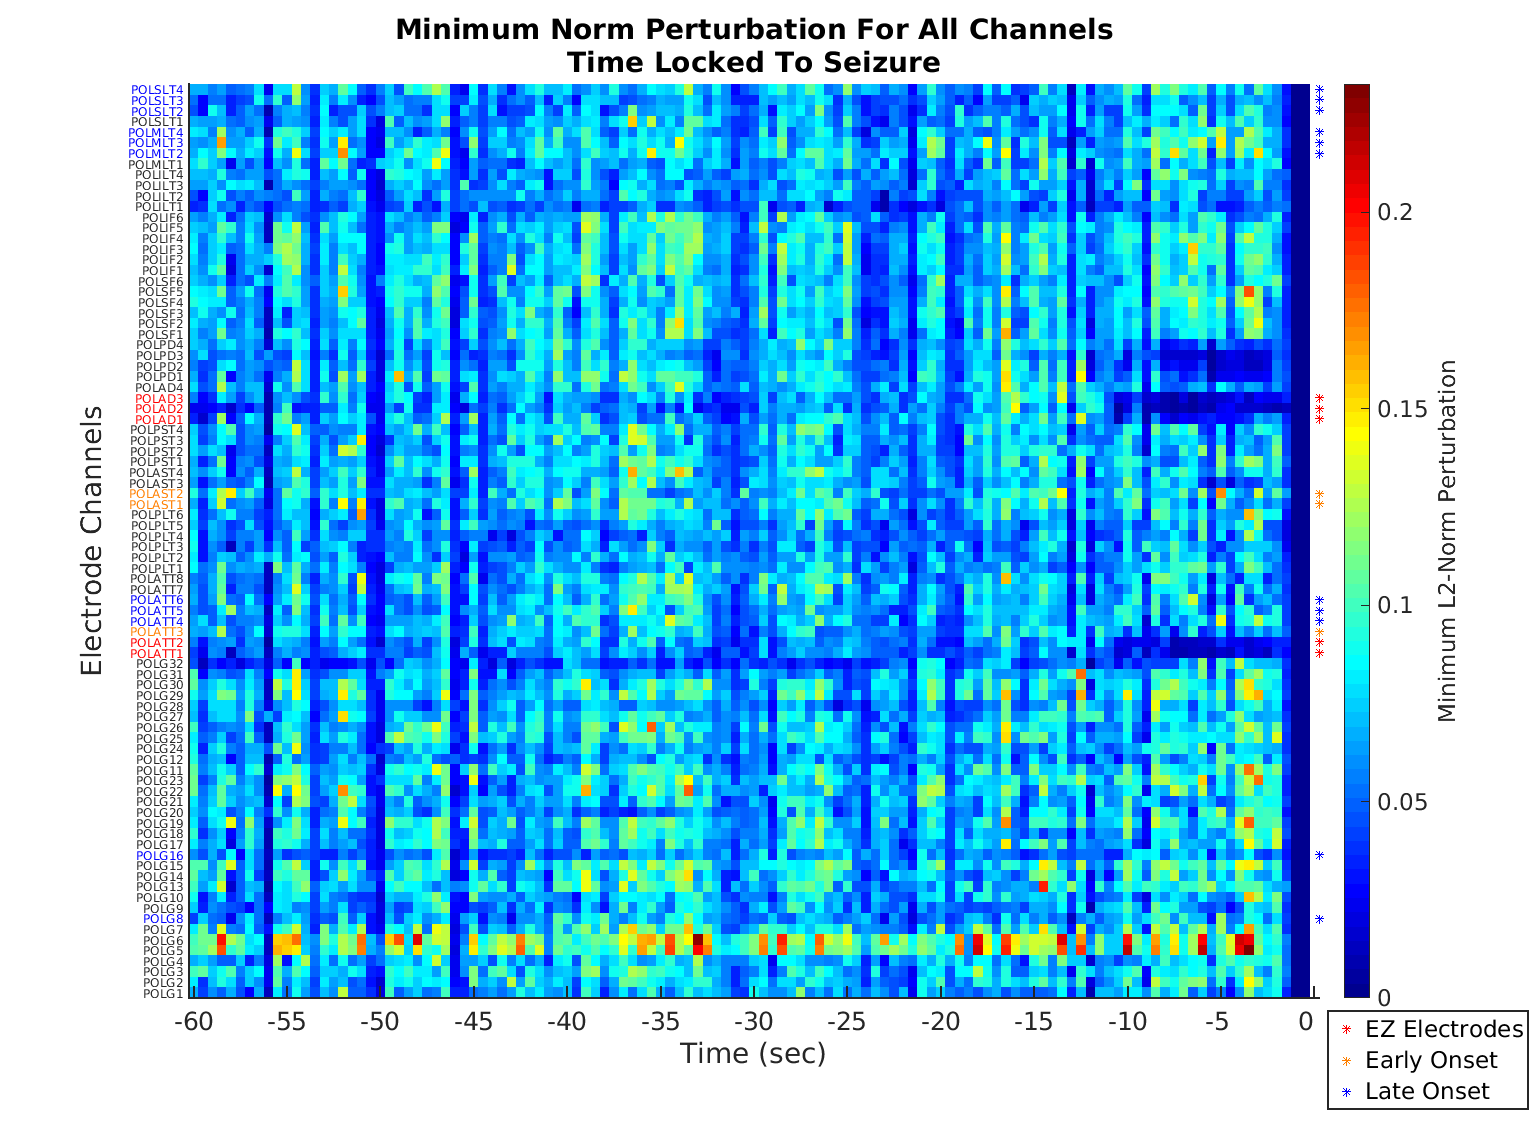 Minimum Norm Perturbation For All Channels
Time Locked To Seizure
Electrode Channels
POLSLT4
POLSLT3
POLSLT2
POLSLT1
POLMLT4
POLMLT3
POLMLT2
POLMLT1
POLILT4
POLILT3
POLILT2
POLILT1
POLIF6
POLIF5
POLIF4
POLIF3
POLIF2
POLIF1
POLSF6
POLSF5
POLSF4
POLSF3
POLSF2
POLSF1
POLPD4
POLPD3
POLPD2
POLPD1
POLAD4
POLAD3
POLAD2
POLAD1
POLPST4
POLPST3
POLPST2
POLPST1
POLAST4
POLAST3
POLAST2
POLAST1
POLPLT6
POLPLT5
POLPLT4
POLPLT3
POLPLT2
POLPLT1
POLATT8
POLATT7
POLATT6
POLATT5
POLATT4
POLATT3
POLATT2
POLATT1
POLG32
POLG31
POLG30
POLG29
POLG28
POLG27
POLG26
POLG25
POLG24
POLG12
POLG11
POLG23
POLG22
POLG21
POLG20
POLG19
POLG18
POLG17
POLG16
POLG15
POLG14
POLG13
POLG10
POLG9
POLG8
POLG7
POLG6
POLG5
POLG4
POLG3
POLG2
POLG1
-60 -55 -50 -45 -40 -35 -30 -25 -20 -15 -10 -5 0
Time (sec)
0.2
0.15
0.1
0.05
0
Minimum L2-Norm Perturbation
EZ Electrodes
Early Onset
Late Onset